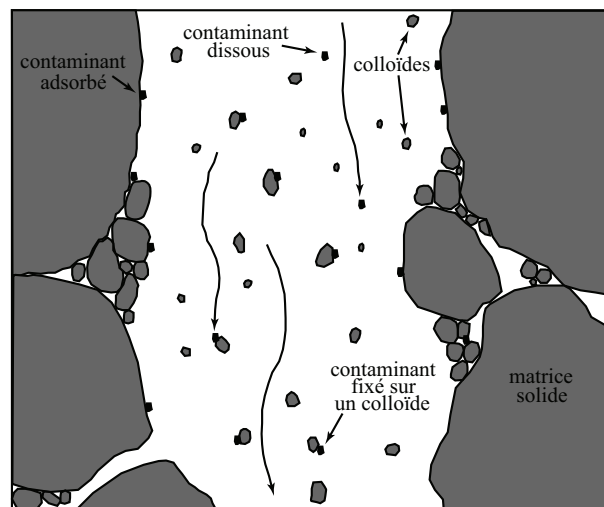 contaminant
dissous
contaminant
adsorbé
colloïdes
contaminant
fixé sur
un colloïde
matrice
solide